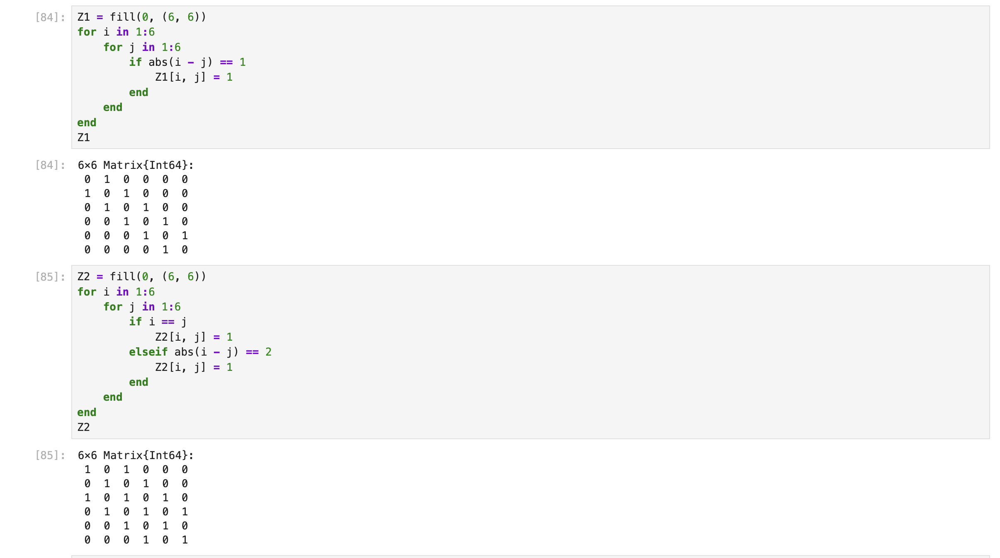 [84]: Z1 = fill(0, (6, 6))
for i in 1:6
    for j in 1:6
        if abs(i - j) == 1
            Z1[i, j] = 1
        end
    end
end
Z1
[84]: 6×6 Matrix{Int64}:
 0  1  0  0  0  0
 1  0  1  0  0  0
 0  1  0  1  0  0
 0  0  1  0  1  0
 0  0  0  1  0  1
 0  0  0  0  1  0
[85]: Z2 = fill(0, (6, 6))
for i in 1:6
    for j in 1:6
        if i == j
            Z2[i, j] = 1
        elseif abs(i - j) == 2
            Z2[i, j] = 1
        end
    end
end
Z2
[85]: 6×6 Matrix{Int64}:
 1  0  1  0  0  0
 0  1  0  1  0  0
 1  0  1  0  1  0
 0  1  0  1  0  1
 0  0  1  0  1  0
 0  0  0  1  0  1